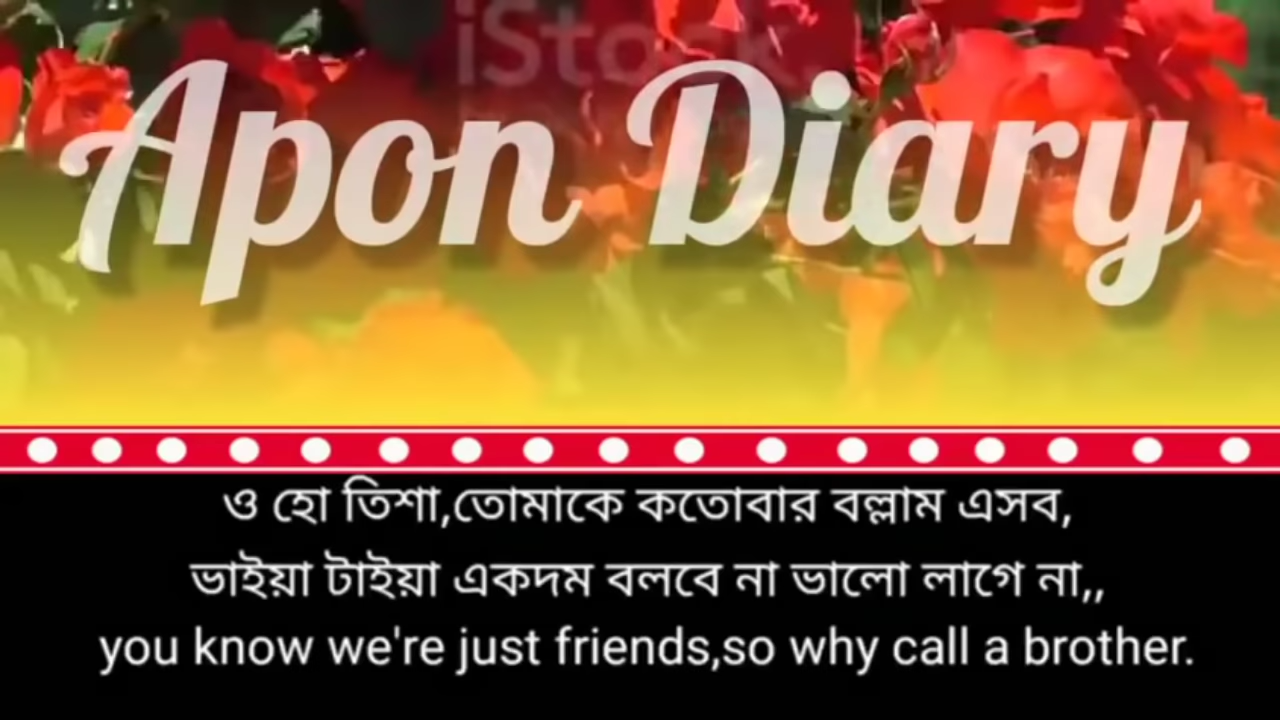 iStock
Apon Diary
ও হো তিশা,তোমাকে কতোবার বল্লাম এসব,
ভাইয়া টাইয়া একদম বলবে না ভালো লাগে না,,
you know we're just friends,so why call a brother.